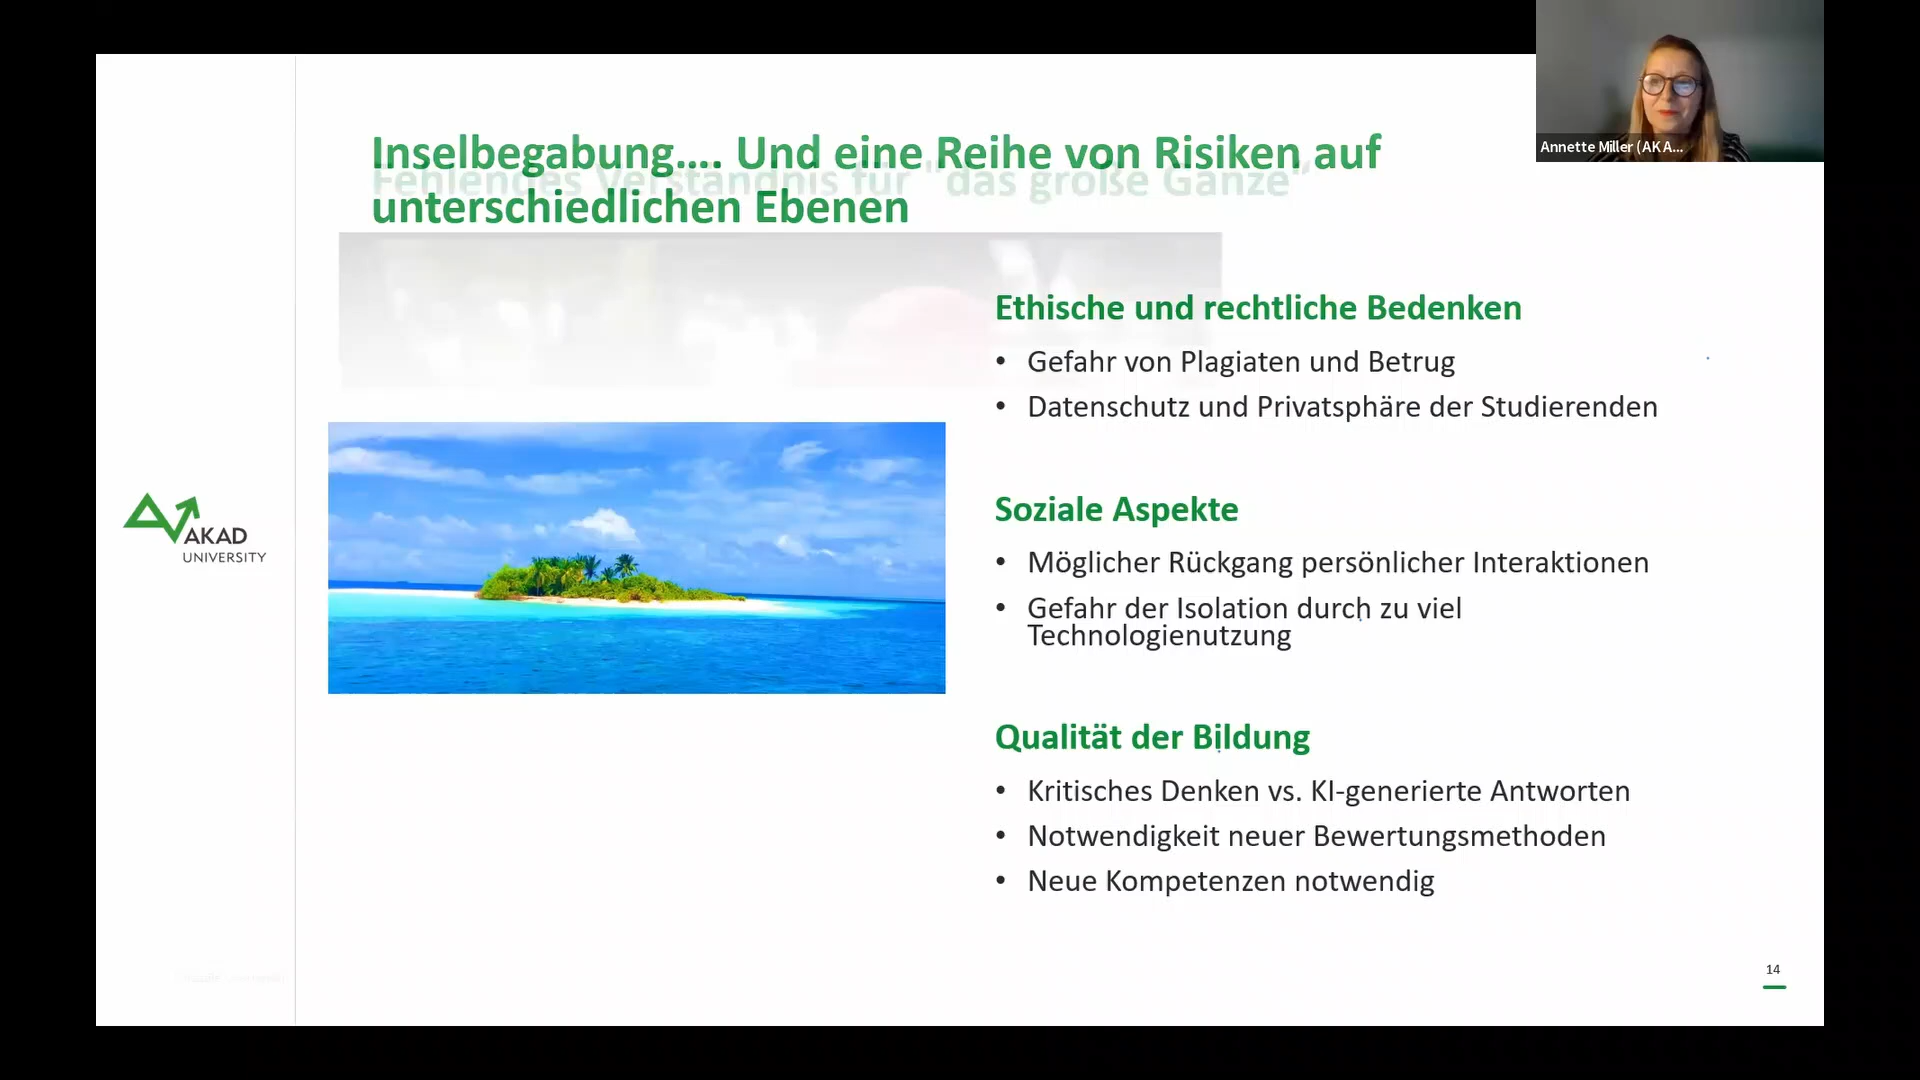 Annette Miller (AKA...
Inselbegabung.... Und eine Reihe von Risiken auf
Fehlendes Verständnis für "das große Ganze"
unterschiedlichen Ebenen
Ethische und rechtliche Bedenken
• Gefahr von Plagiaten und Betrug
• Datenschutz und Privatsphäre der Studierenden
AKAD
UNIVERSITY
Soziale Aspekte
• Möglicher Rückgang persönlicher Interaktionen
• Gefahr der Isolation durch zu viel
Technologienutzung
Qualität der Bildung
• Kritisches Denken vs. KI-generierte Antworten
• Notwendigkeit neuer Bewertungsmethoden
• Neue Kompetenzen notwendig
14